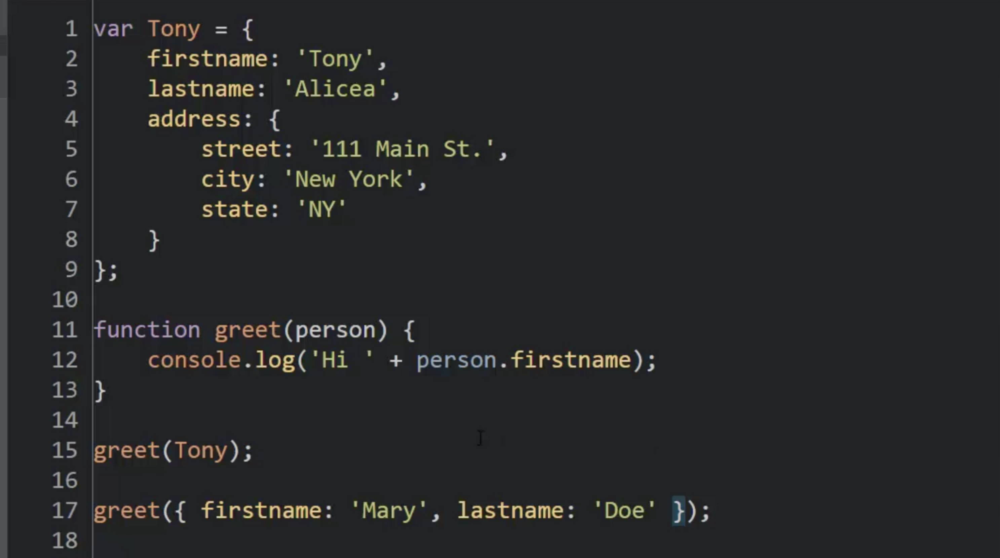 1 var Tony = {
2     firstname: 'Tony',
3     lastname: 'Alicea',
4     address: {
5         street: '111 Main St.',
6         city: 'New York',
7         state: 'NY'
8     }
9 };
10
11 function greet(person) {
12     console.log('Hi ' + person.firstname);
13 }
14
15 greet(Tony);
16
17 greet({ firstname: 'Mary', lastname: 'Doe' });
18